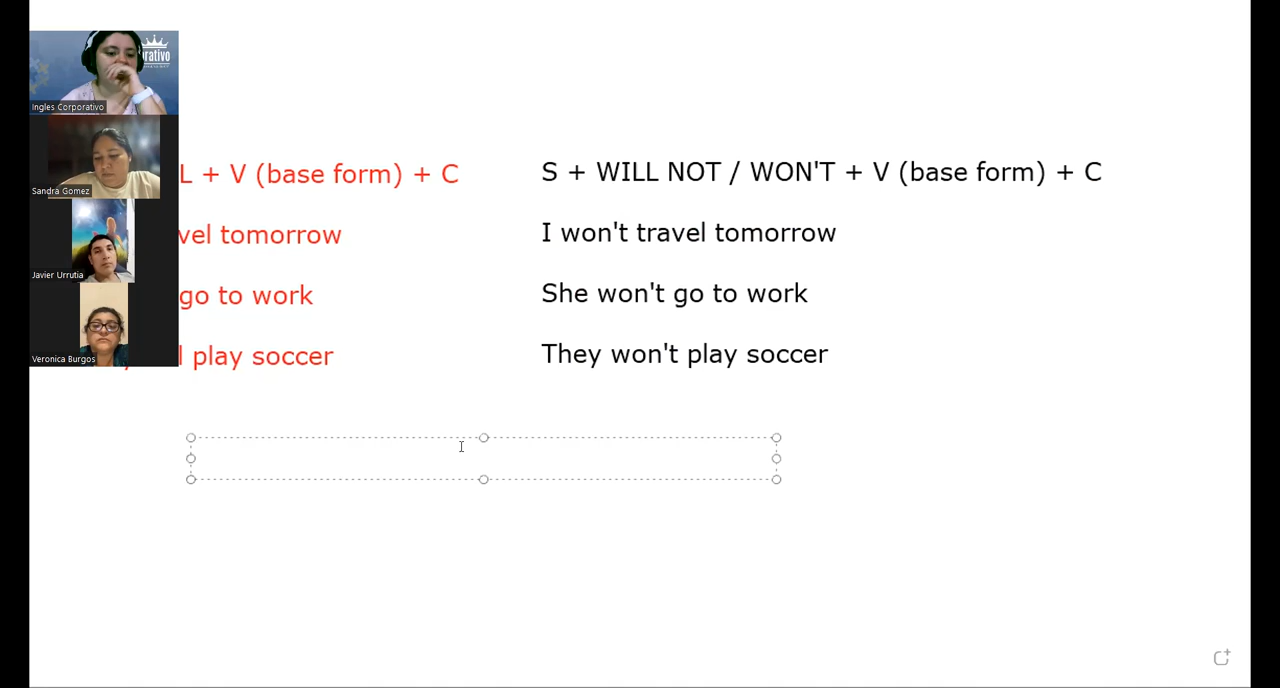 rativo
Ingles Corporativo
Sandra Gomez
Javier Urrutia
Veronica Burgos
L + V (base form) + C
vel tomorrow
go to work
l play soccer
S + WILL NOT / WON'T + V (base form) + C
I won't travel tomorrow
She won't go to work
They won't play soccer